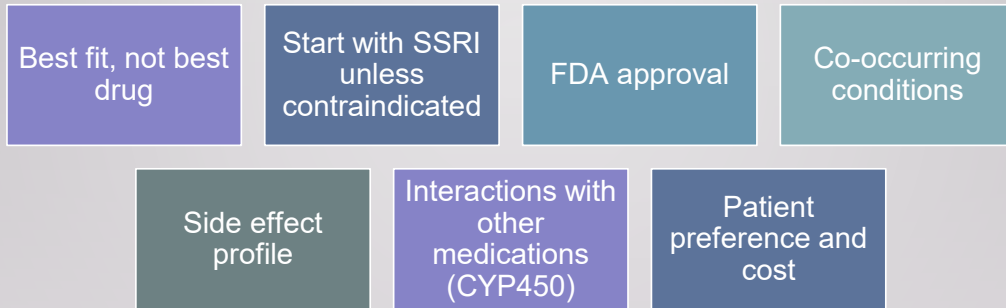 Best fit, not best
drug
Start with SSRI
unless
contraindicated
FDA approval
Co-occurring
conditions
Side effect
profile
Interactions with
other
medications
(CYP450)
Patient
preference and
cost